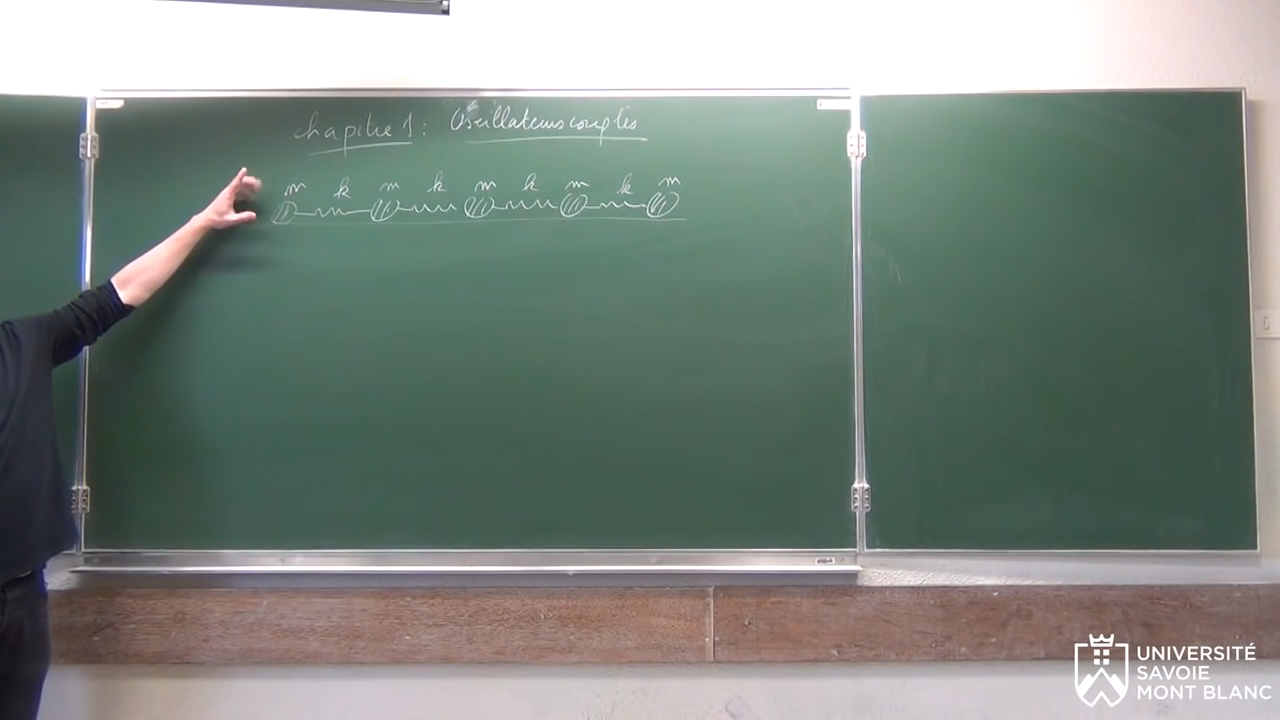 chapitre 1 : Oscillateurs couplés
m k m k m k m k m
UNIVERSITÉ
SAVOIE
MONT BLANC